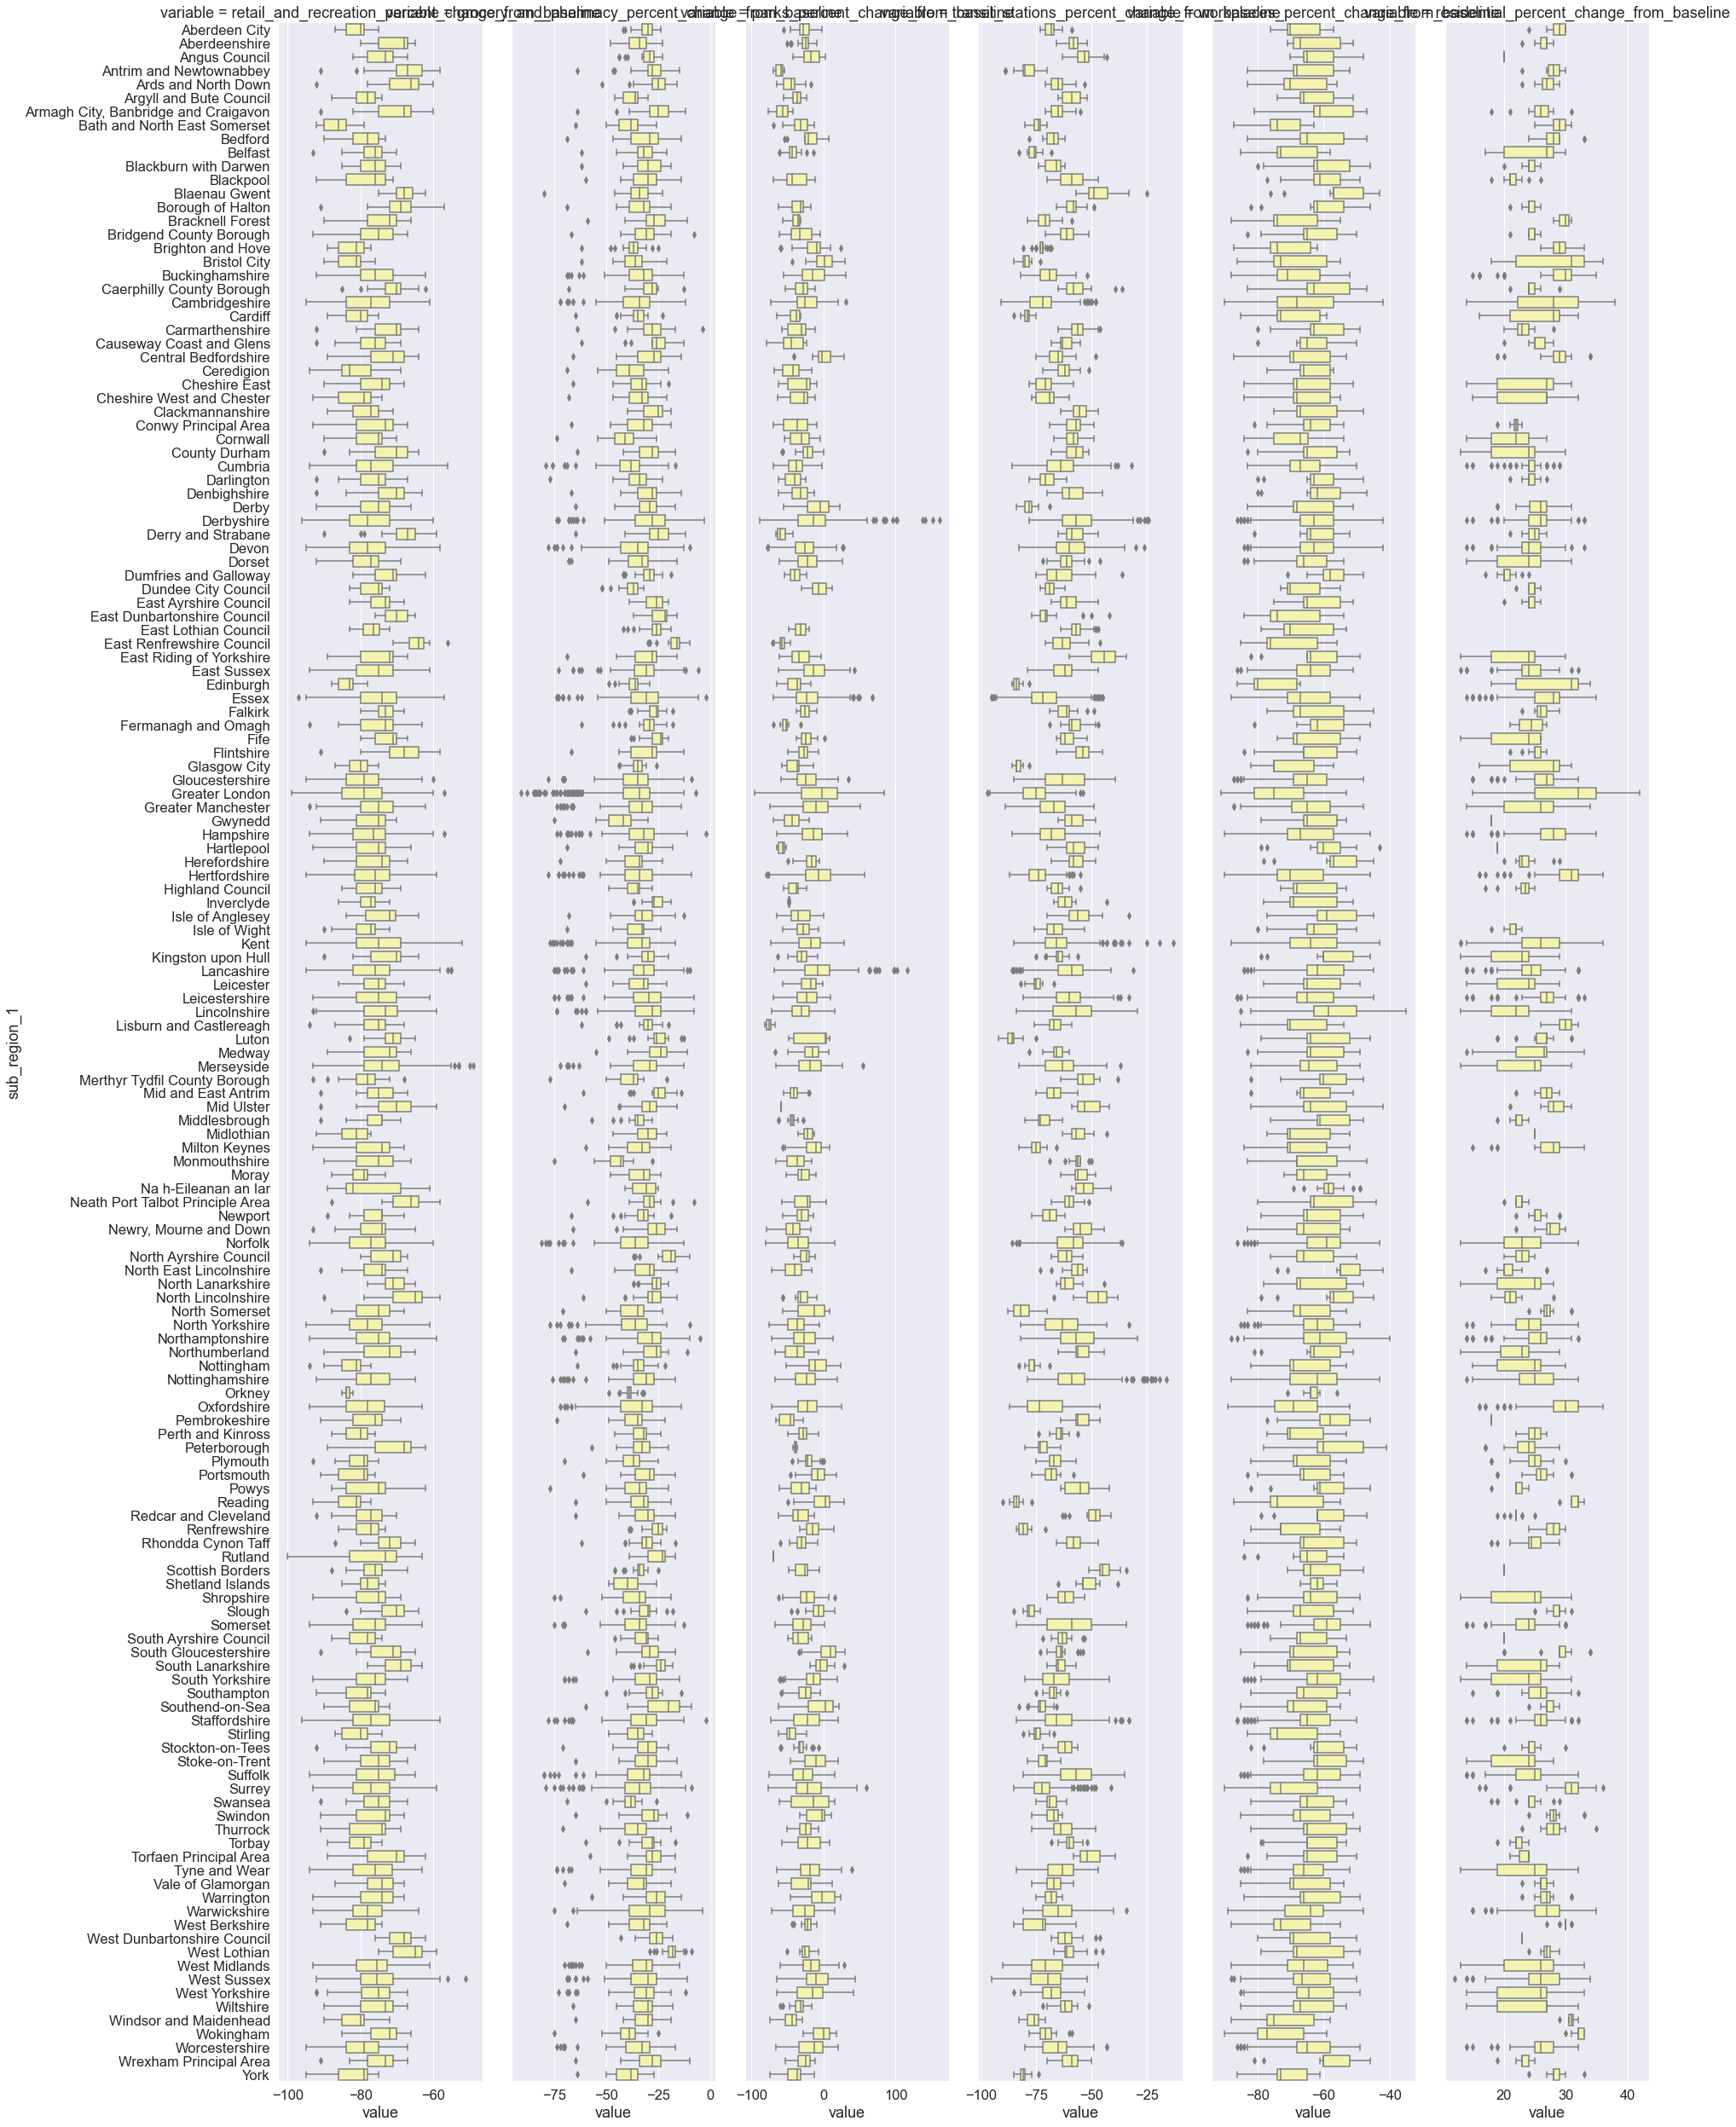 variable = retail_and_recreation_percent_change_from_baseline
variable = grocery_and_pharmacy_percent_change_from_baseline
variable = parks_percent_change_from_baseline
variable = transit_stations_percent_change_from_baseline
variable = workplaces_percent_change_from_baseline
variable = residential_percent_change_from_baseline
sub_region_1
Aberdeen City
Aberdeenshire
Angus Council
Antrim and Newtownabbey
Ards and North Down
Argyll and Bute Council
Armagh City, Banbridge and Craigavon
Bath and North East Somerset
Bedford
Belfast
Blackburn with Darwen
Blackpool
Blaenau Gwent
Borough of Halton
Bracknell Forest
Bridgend County Borough
Brighton and Hove
Bristol City
Buckinghamshire
Caerphilly County Borough
Cambridgeshire
Cardiff
Carmarthenshire
Causeway Coast and Glens
Central Bedfordshire
Ceredigion
Cheshire East
Cheshire West and Chester
Clackmannanshire
Conwy Principal Area
Cornwall
County Durham
Cumbria
Darlington
Denbighshire
Derby
Derbyshire
Derry and Strabane
Devon
Dorset
Dumfries and Galloway
Dundee City Council
East Ayrshire Council
East Dunbartonshire Council
East Lothian Council
East Renfrewshire Council
East Riding of Yorkshire
East Sussex
Edinburgh
Essex
Falkirk
Fermanagh and Omagh
Fife
Flintshire
Glasgow City
Gloucestershire
Greater London
Greater Manchester
Gwynedd
Hampshire
Hartlepool
Herefordshire
Hertfordshire
Highland Council
Inverclyde
Isle of Anglesey
Isle of Wight
Kent
Kingston upon Hull
Lancashire
Leicester
Leicestershire
Lincolnshire
Lisburn and Castlereagh
Luton
Medway
Merseyside
Merthyr Tydfil County Borough
Mid and East Antrim
Mid Ulster
Middlesbrough
Midlothian
Milton Keynes
Monmouthshire
Moray
Na h-Eileanan an Iar
Neath Port Talbot Principle Area
Newport
Newry, Mourne and Down
Norfolk
North Ayrshire Council
North East Lincolnshire
North Lanarkshire
North Lincolnshire
North Somerset
North Yorkshire
Northamptonshire
Northumberland
Nottingham
Nottinghamshire
Orkney
Oxfordshire
Pembrokeshire
Perth and Kinross
Peterborough
Plymouth
Portsmouth
Powys
Reading
Redcar and Cleveland
Renfrewshire
Rhondda Cynon Taff
Rutland
Scottish Borders
Shetland Islands
Shropshire
Slough
Somerset
South Ayrshire Council
South Gloucestershire
South Lanarkshire
South Yorkshire
Southampton
Southend-on-Sea
Staffordshire
Stirling
Stockton-on-Tees
Stoke-on-Trent
Suffolk
Surrey
Swansea
Swindon
Thurrock
Torbay
Torfaen Principal Area
Tyne and Wear
Vale of Glamorgan
Warrington
Warwickshire
West Berkshire
West Dunbartonshire Council
West Lothian
West Midlands
West Sussex
West Yorkshire
Wiltshire
Windsor and Maidenhead
Wokingham
Worcestershire
Wrexham Principal Area
York
−100 −80 −60
−75 −50 −25 0
−100 0 100
−100 −75 −50 −25
−80 −60 −40
20 30 40
value
value
value
value
value
value